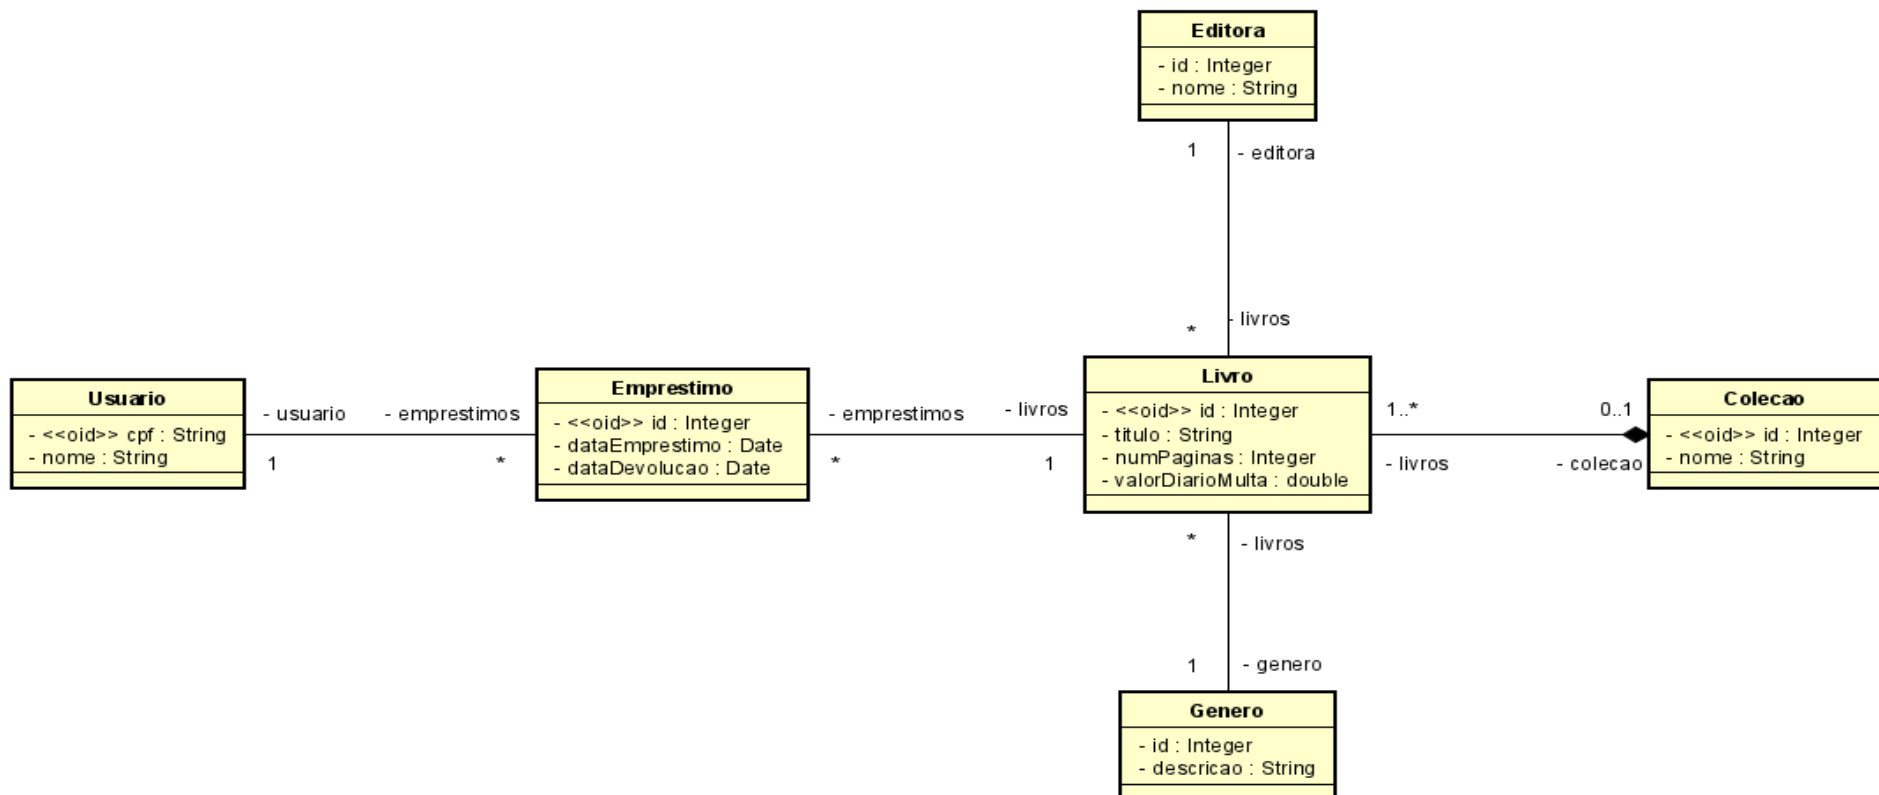 Editora
- id : Integer
- nome : String
1
- editora
- livros
*
Usuario
- <<oid>> cpf : String
- nome : String
- usuario
1
- emprestimos
*
Emprestimo
- <<oid>> id : Integer
- dataEmprestimo : Date
- dataDevolucao : Date
- emprestimos
*
- livros
1
Livro
- <<oid>> id : Integer
- titulo : String
- numPaginas : Integer
- valorDiarioMulta : double
1..*
- livros
0..1
- colecao
Colecao
- <<oid>> id : Integer
- nome : String
*
- livros
1
- genero
Genero
- id : Integer
- descricao : String